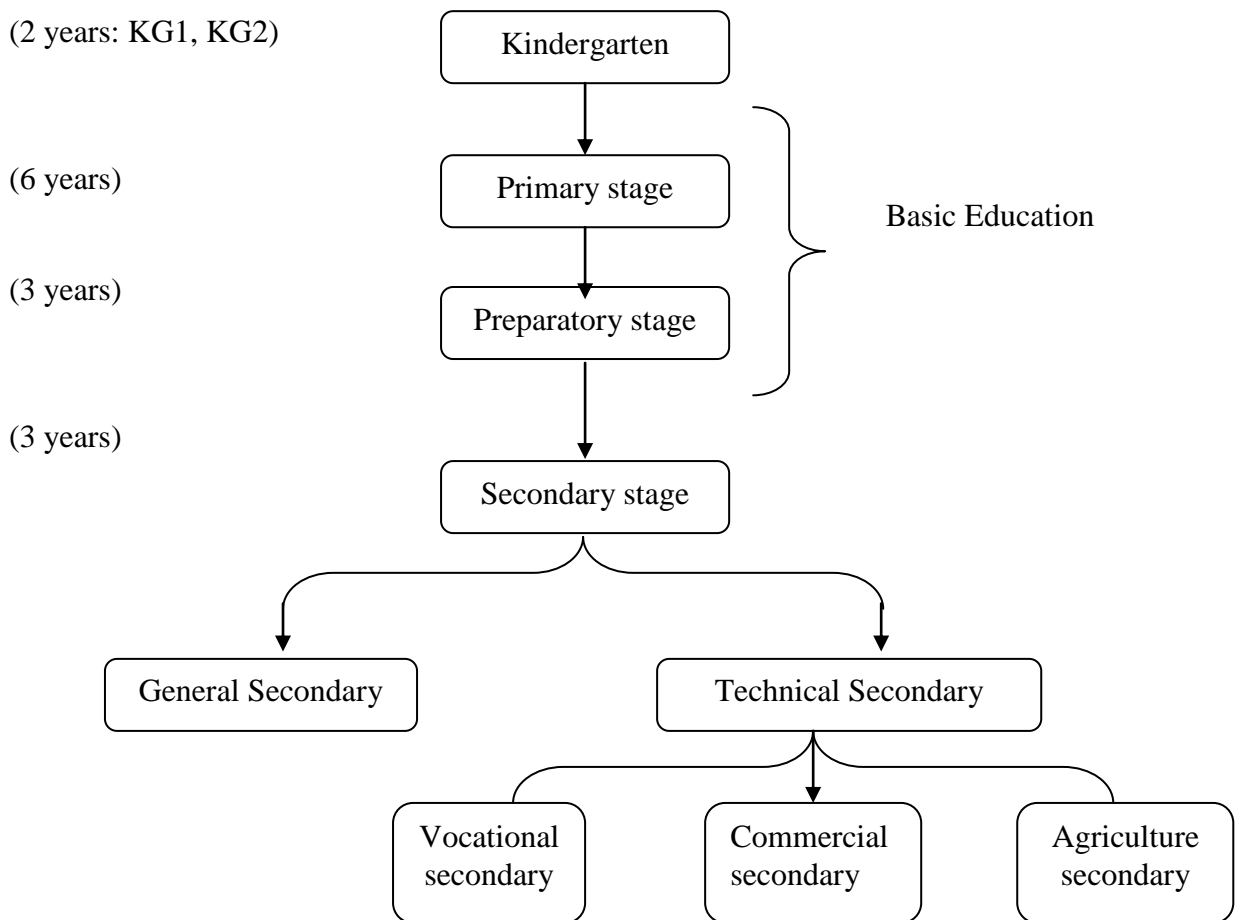 (2 years: KG1, KG2)
Kindergarten
(6 years)
Primary stage
Basic Education
(3 years)
Preparatory stage
(3 years)
Secondary stage
General Secondary
Technical Secondary
Vocational
secondary
Commercial
secondary
Agriculture
secondary